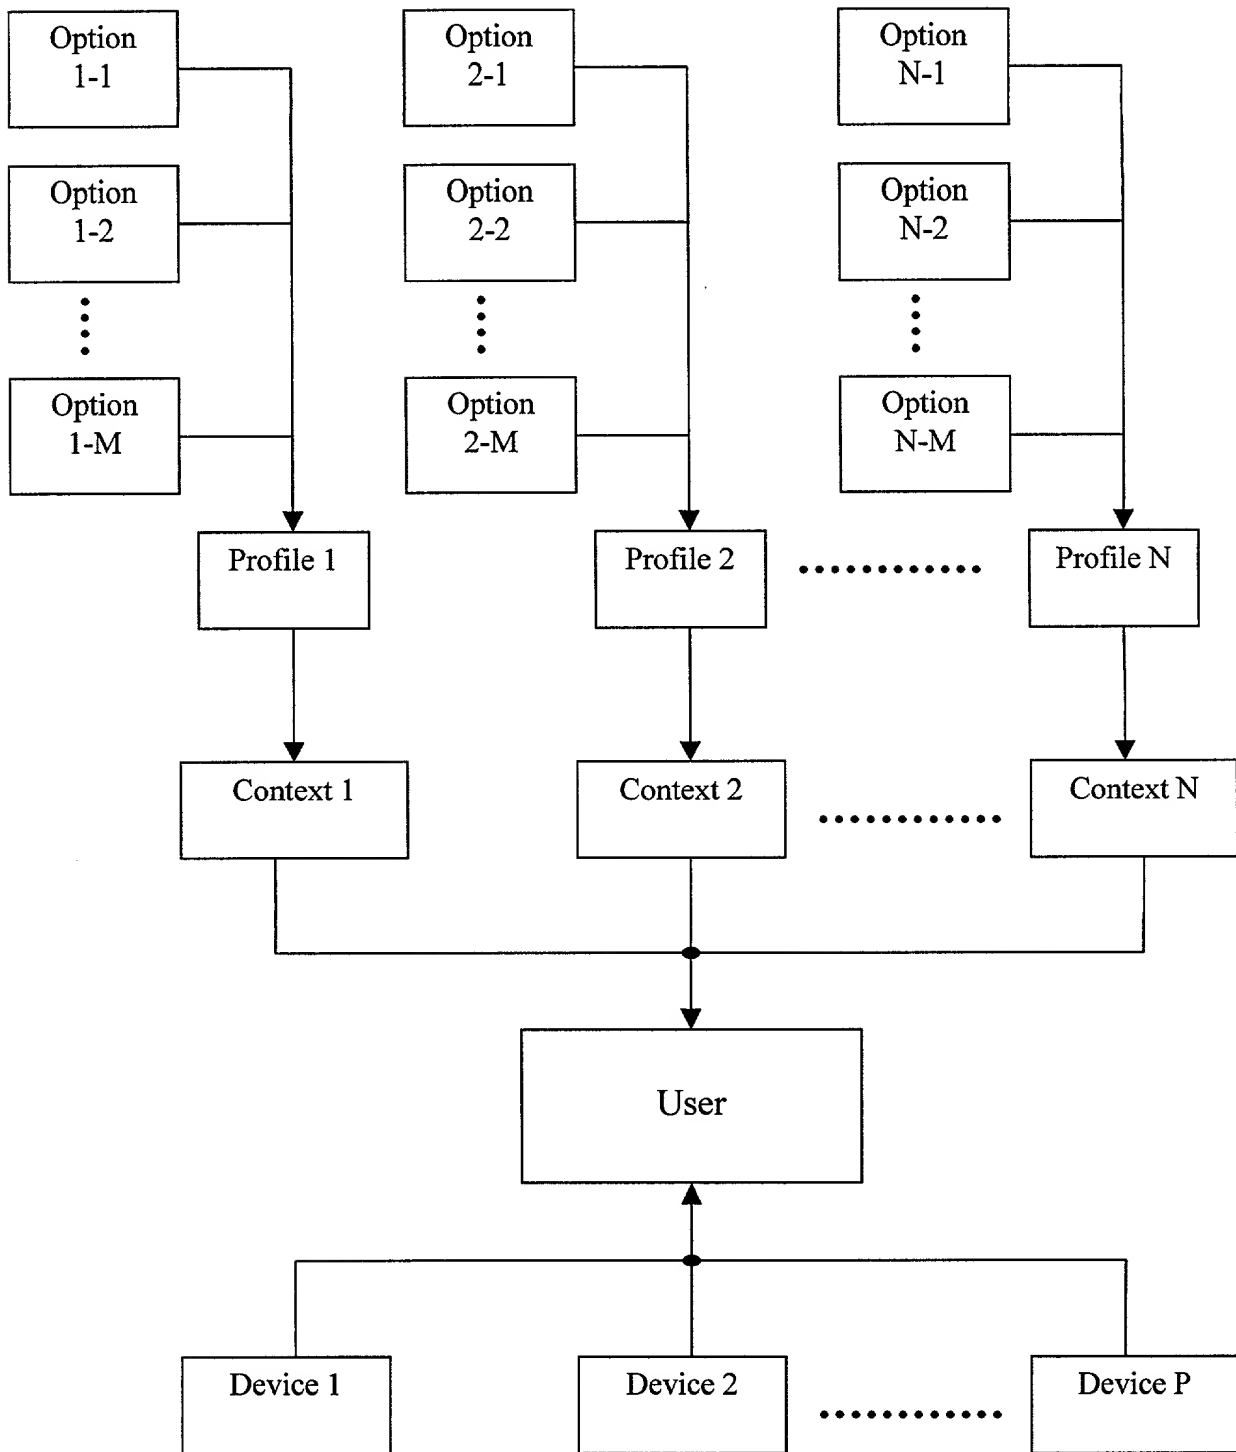 Option
1-1
Option
2-1
Option
N-1
Option
1-2
Option
2-2
Option
N-2
Option
1-M
Option
2-M
Option
N-M
Profile 1
Profile 2
Profile N
Context 1
Context 2
Context N
User
Device 1
Device 2
Device P